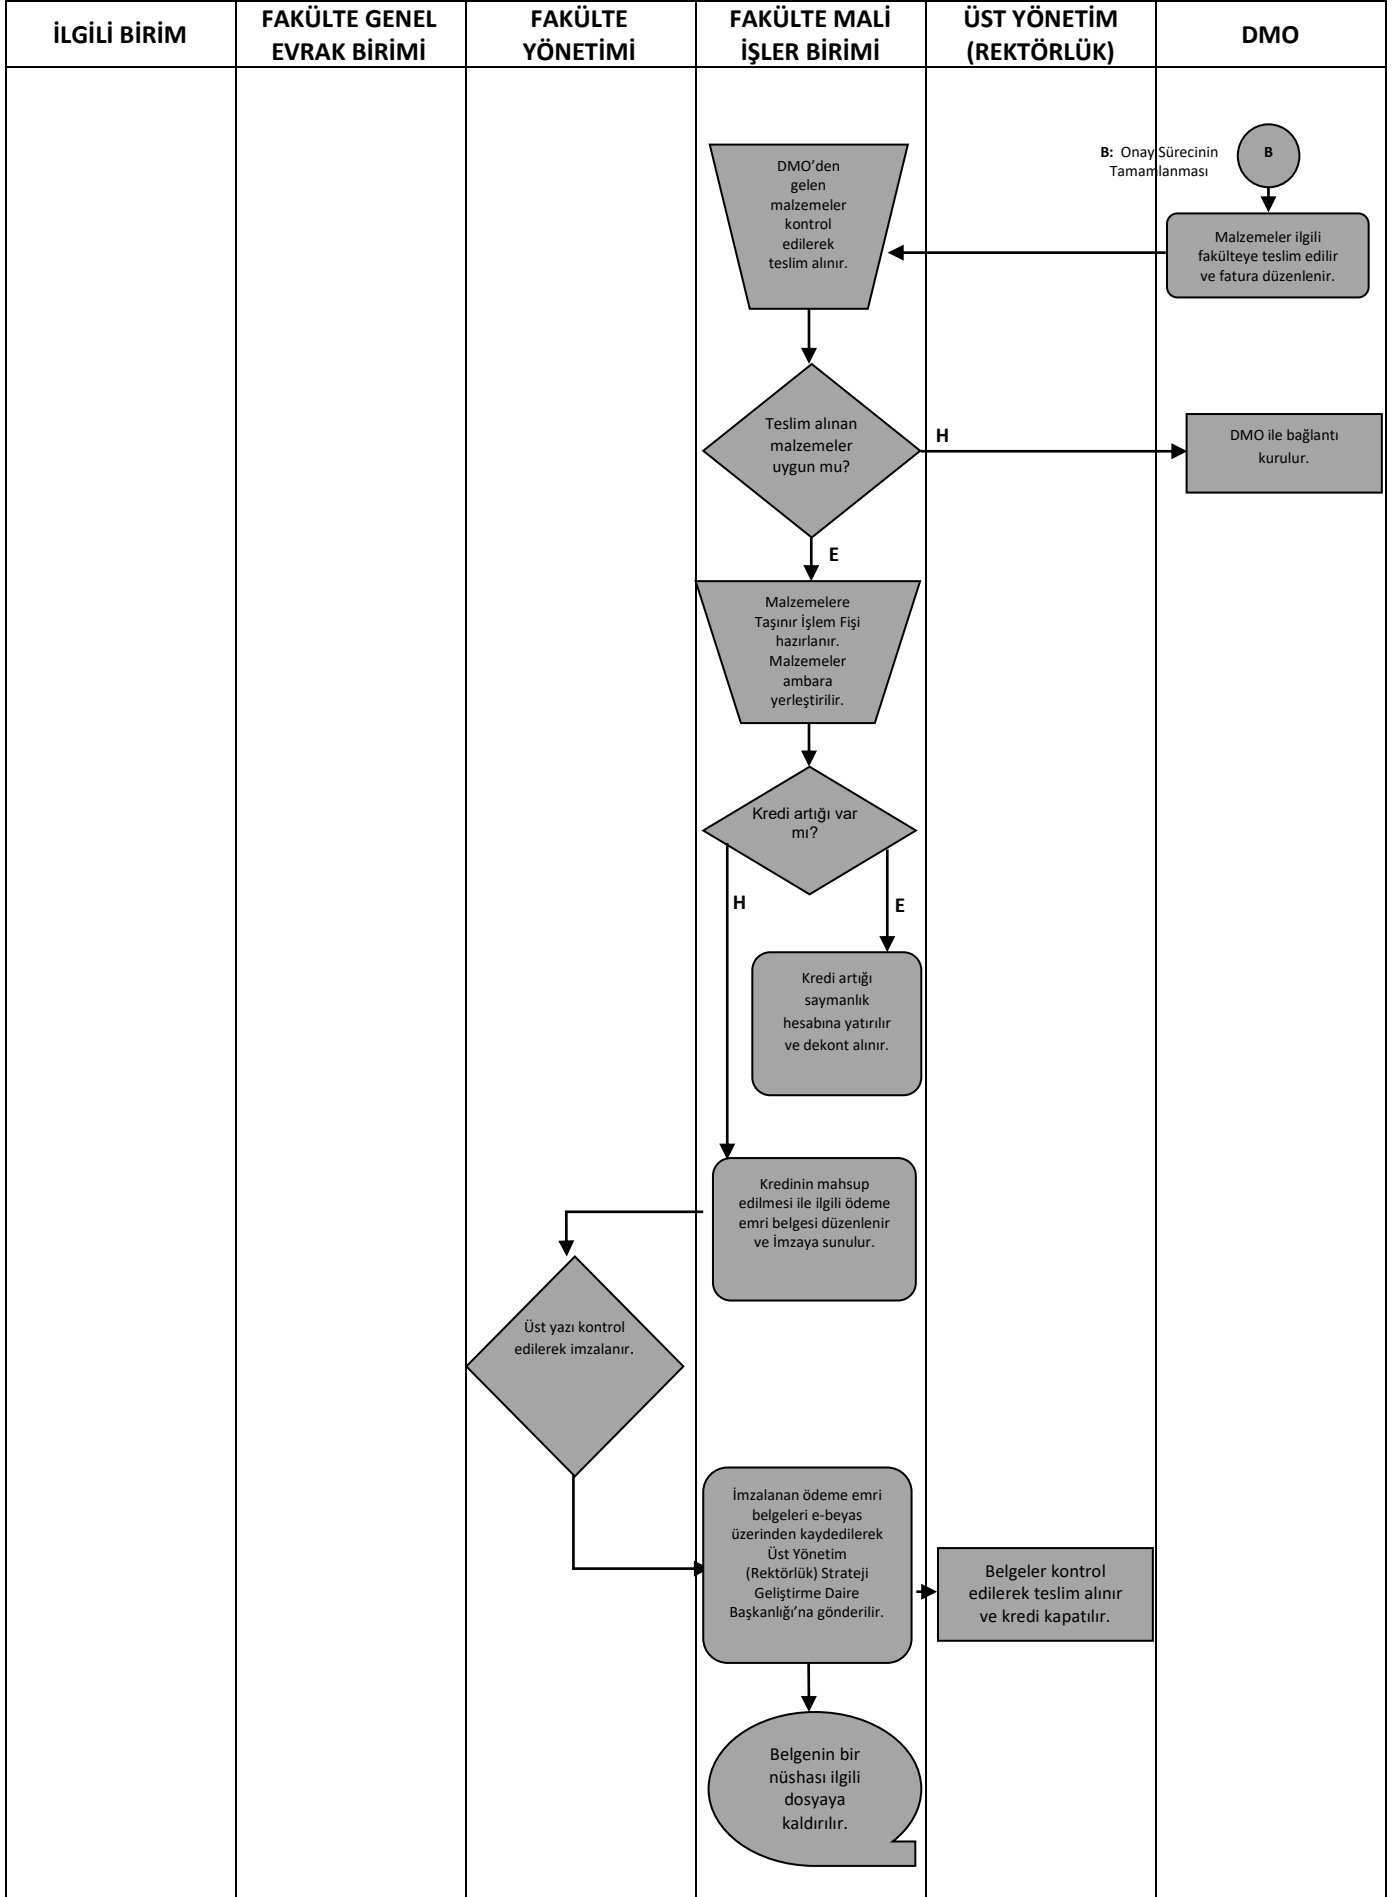 İLGİLİ BİRİM
FAKÜLTE GENEL
EVRAK BİRİMİ
FAKÜLTE
YÖNETİMİ
FAKÜLTE MALİ
İŞLER BİRİMİ
ÜST YÖNETİM
(REKTÖRLÜK)
DMO
B: Onay Sürecinin
Tamamlanması
B
Malzemeler ilgili
fakülteye teslim edilir
ve fatura düzenlenir.
DMO’den
gelen
malzemeler
kontrol
edilerek
teslim alınır.
Teslim alınan
malzemeler
uygun mu?
H
DMO ile bağlantı
kurulur.
E
Malzemelere
Taşınır İşlem Fişi
hazırlanır.
Malzemeler
ambara
yerleştirilir.
Kredi artığı var
mı?
H
E
Kredi artığı
saymanlık
hesabına yatırılır
ve dekont alınır.
Kredinin mahsup
edilmesi ile ilgili ödeme
emri belgesi düzenlenir
ve İmzaya sunulur.
Üst yazı kontrol
edilerek imzalanır.
İmzalanan ödeme emri
belgeleri e-beyas
üzerinden kaydedilerek
Üst Yönetim
(Rektörlük) Strateji
Geliştirme Daire
Başkanlığı’na gönderilir.
Belgeler kontrol
edilerek teslim alınır
ve kredi kapatılır.
Belgenin bir
nüshası ilgili
dosyaya
kaldırılır.